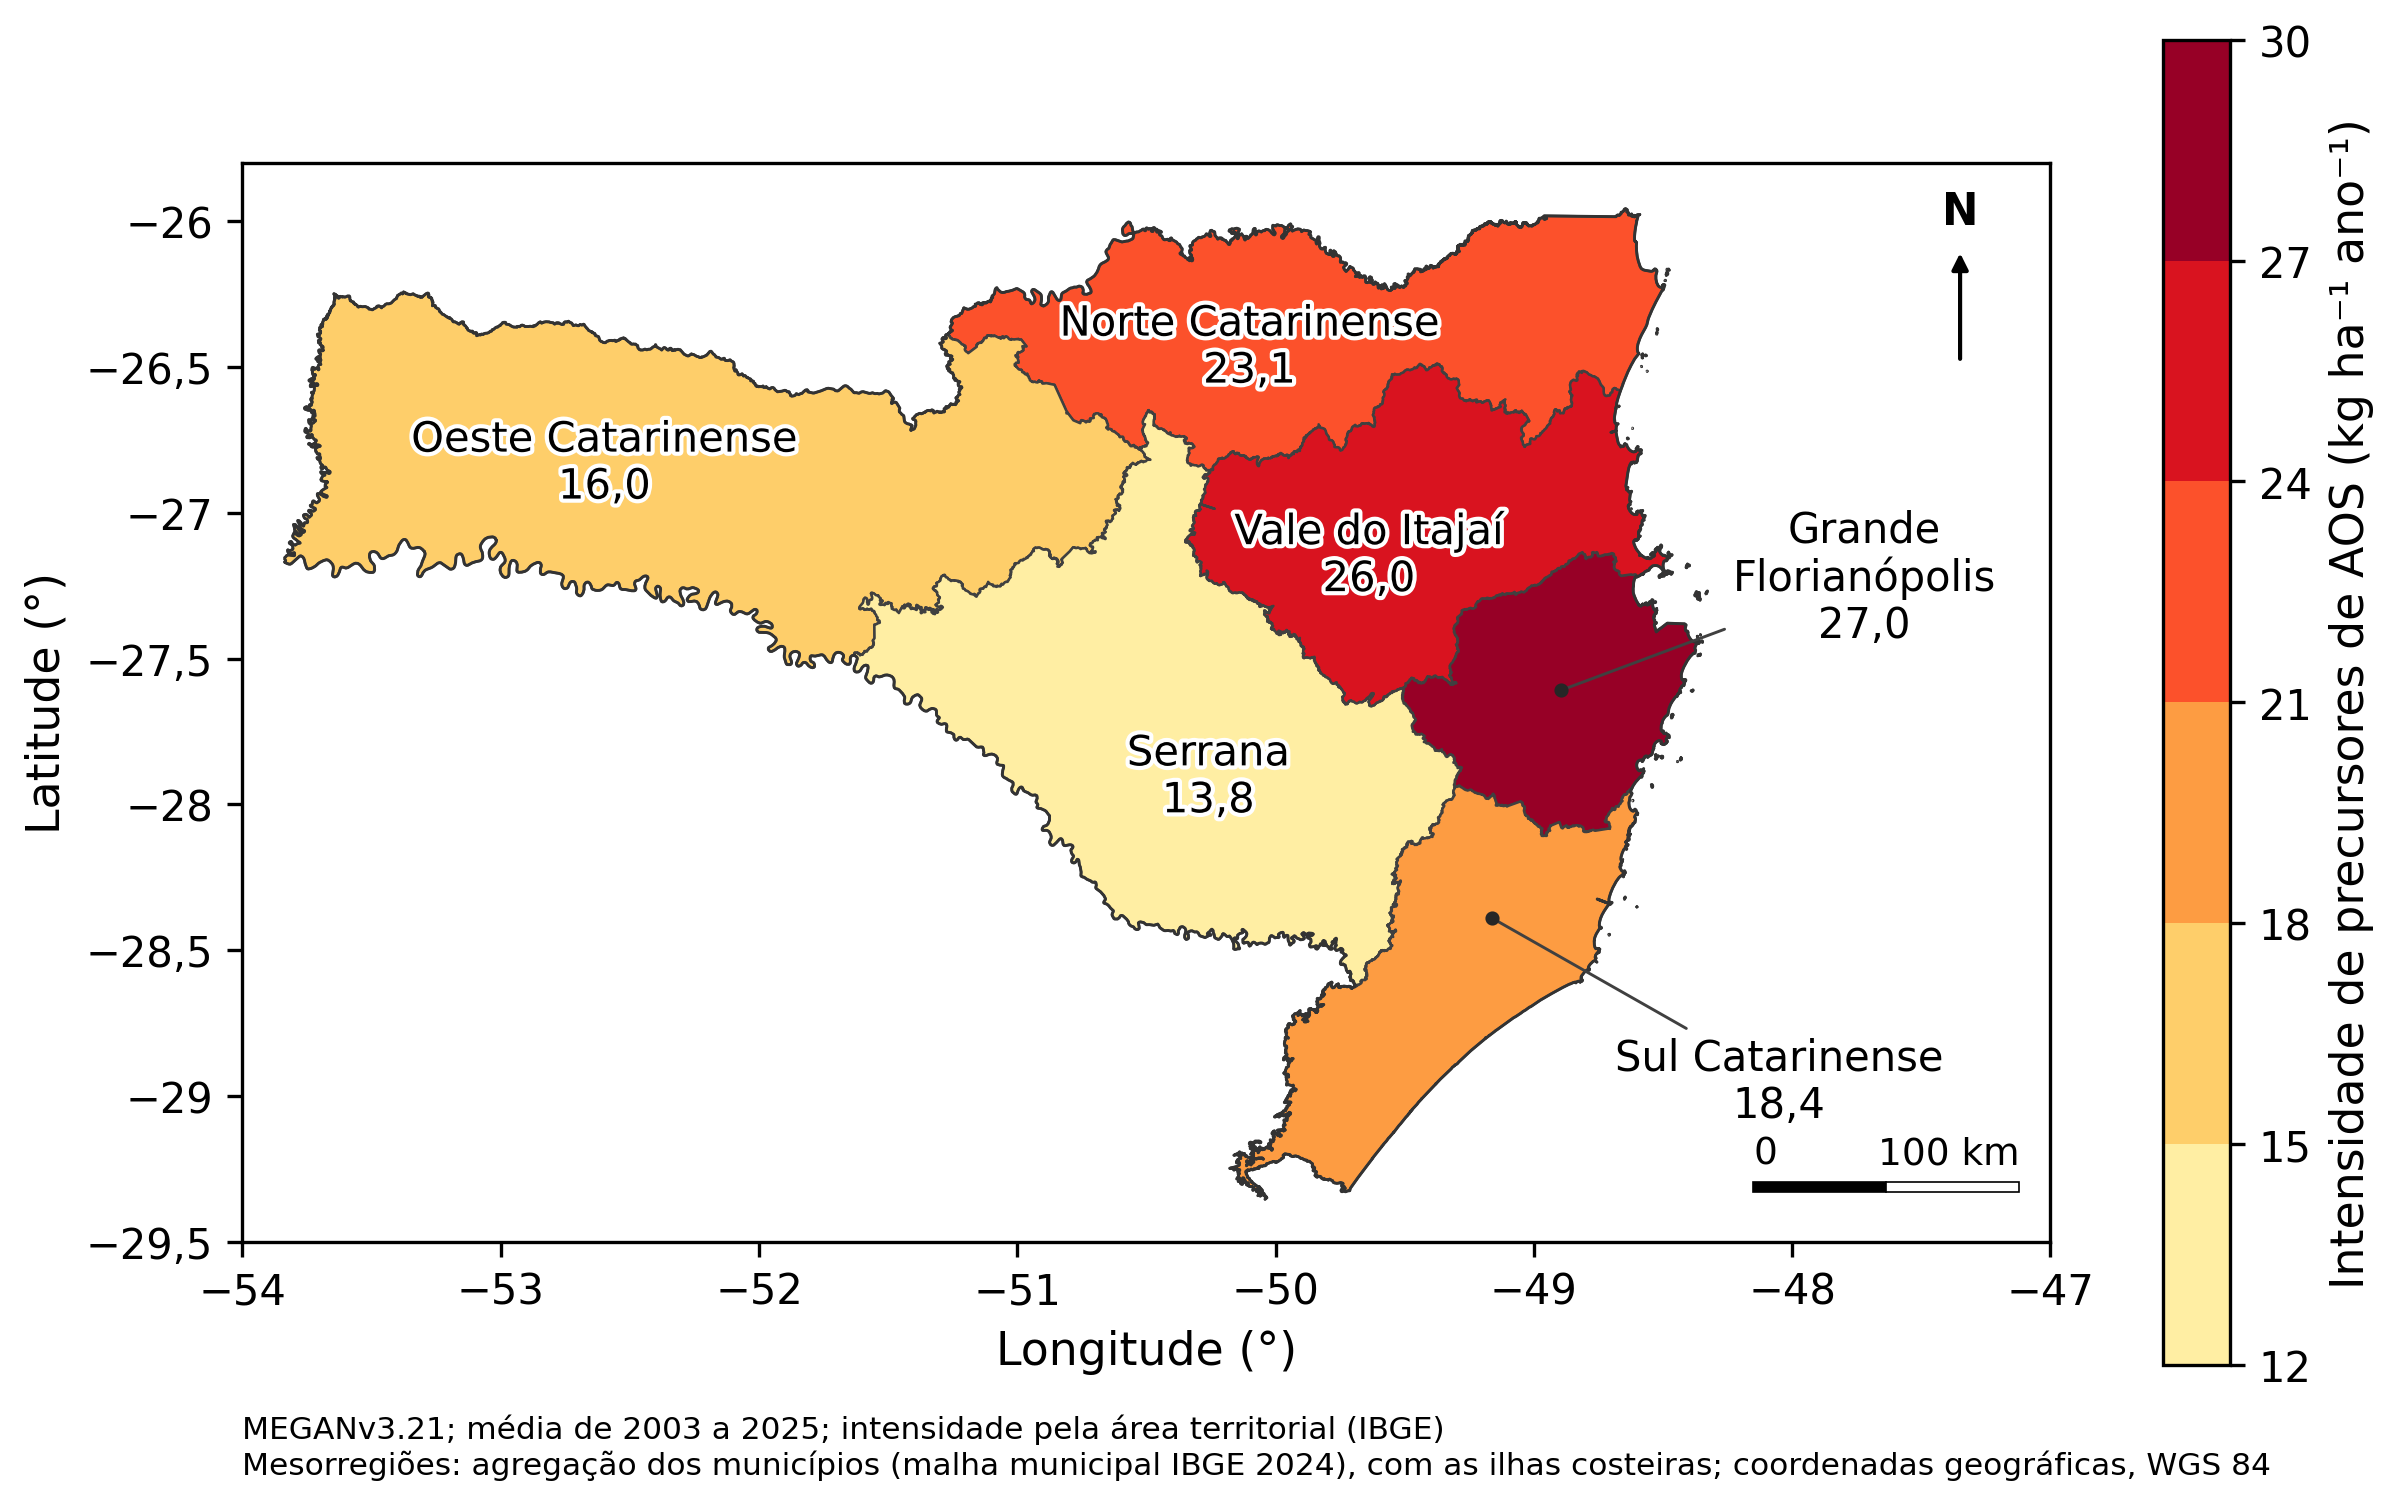 N
−26
−26,5
−27
−27,5
−28
−28,5
−29
−29,5
Latitude (°)
Norte Catarinense
23,1
Oeste Catarinense
16,0
Vale do Itajaí
26,0
Grande
Florianópolis
27,0
Serrana
13,8
Sul Catarinense
18,4
0 100 km
−54 −53 −52 −51 −50 −49 −48 −47
Longitude (°)
30
27
24
21
18
15
12
Intensidade de precursores de AOS (kg ha⁻¹ ano⁻¹)
MEGANv3.21; média de 2003 a 2025; intensidade pela área territorial (IBGE)
Mesorregiões: agregação dos municípios (malha municipal IBGE 2024), com as ilhas costeiras; coordenadas geográficas, WGS 84